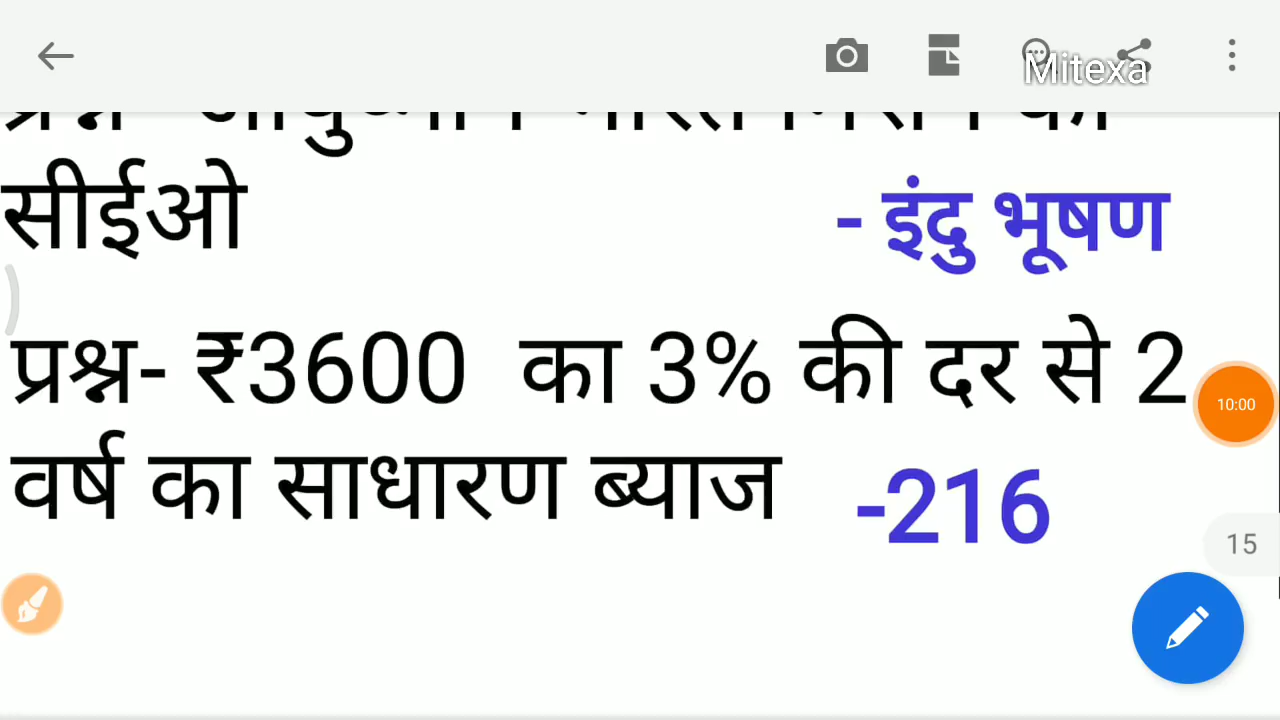 Mitexa
सीईओ - इंदु भूषण
प्रश्न- ₹3600 का 3% की दर से 2
10:00
वर्ष का साधारण ब्याज -216
15